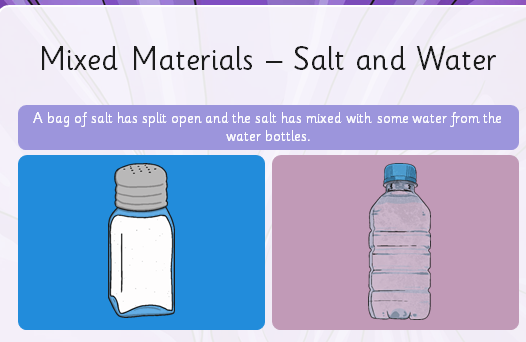 Mixed Materials – Salt and Water
A bag of salt has split open and the salt has mixed with some water from the
water bottles.